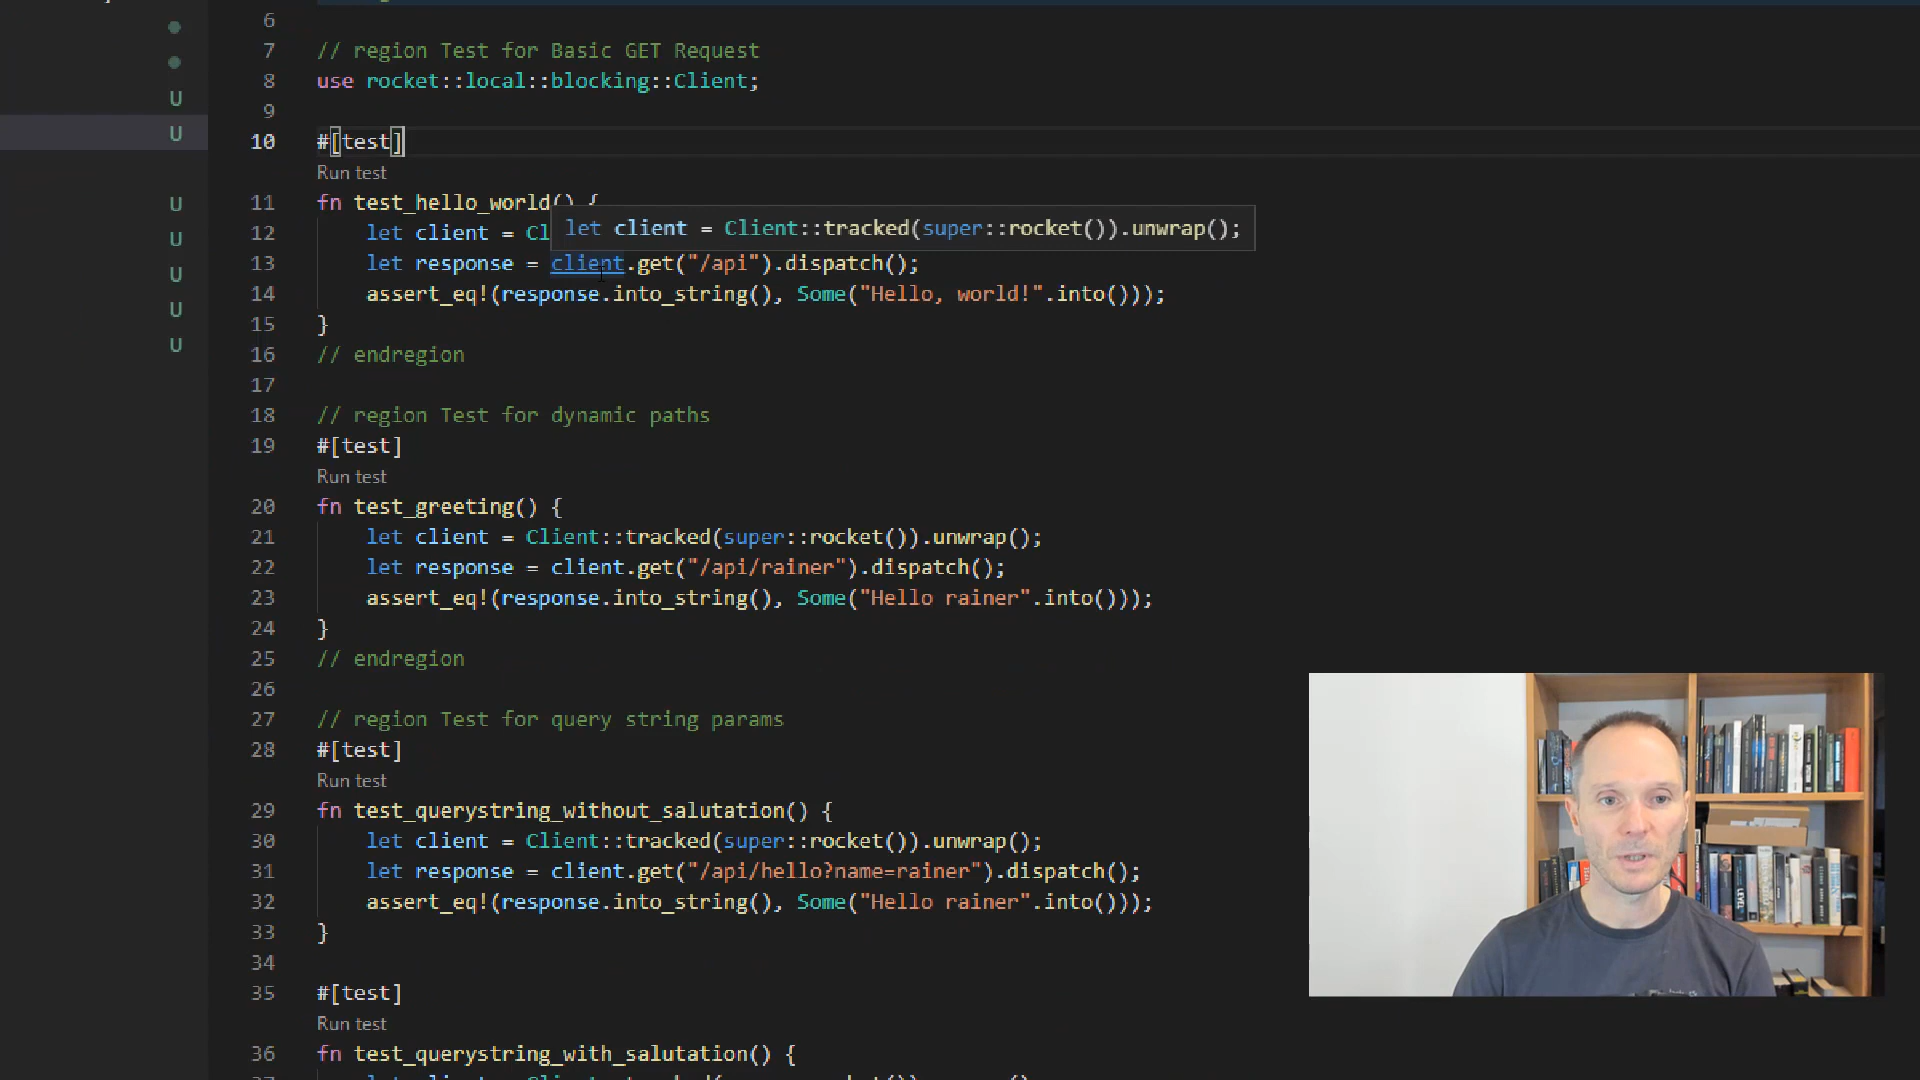 6
7 // region Test for Basic GET Request
8 use rocket::local::blocking::Client;
9
10 #[test]
Run test
11 fn test_hello_world() {
let client = Client::tracked(super::rocket()).unwrap();
12 let client = Cl
13 let response = client.get("/api").dispatch();
14 assert_eq!(response.into_string(), Some("Hello, world!".into()));
15 }
16 // endregion
17
18 // region Test for dynamic paths
19 #[test]
Run test
20 fn test_greeting() {
21 let client = Client::tracked(super::rocket()).unwrap();
22 let response = client.get("/api/rainer").dispatch();
23 assert_eq!(response.into_string(), Some("Hello rainer".into()));
24 }
25 // endregion
26
27 // region Test for query string params
28 #[test]
Run test
29 fn test_querystring_without_salutation() {
30 let client = Client::tracked(super::rocket()).unwrap();
31 let response = client.get("/api/hello?name=rainer").dispatch();
32 assert_eq!(response.into_string(), Some("Hello rainer".into()));
33 }
34
35 #[test]
Run test
36 fn test_querystring_with_salutation() {
U
U
U
U
U
U
U